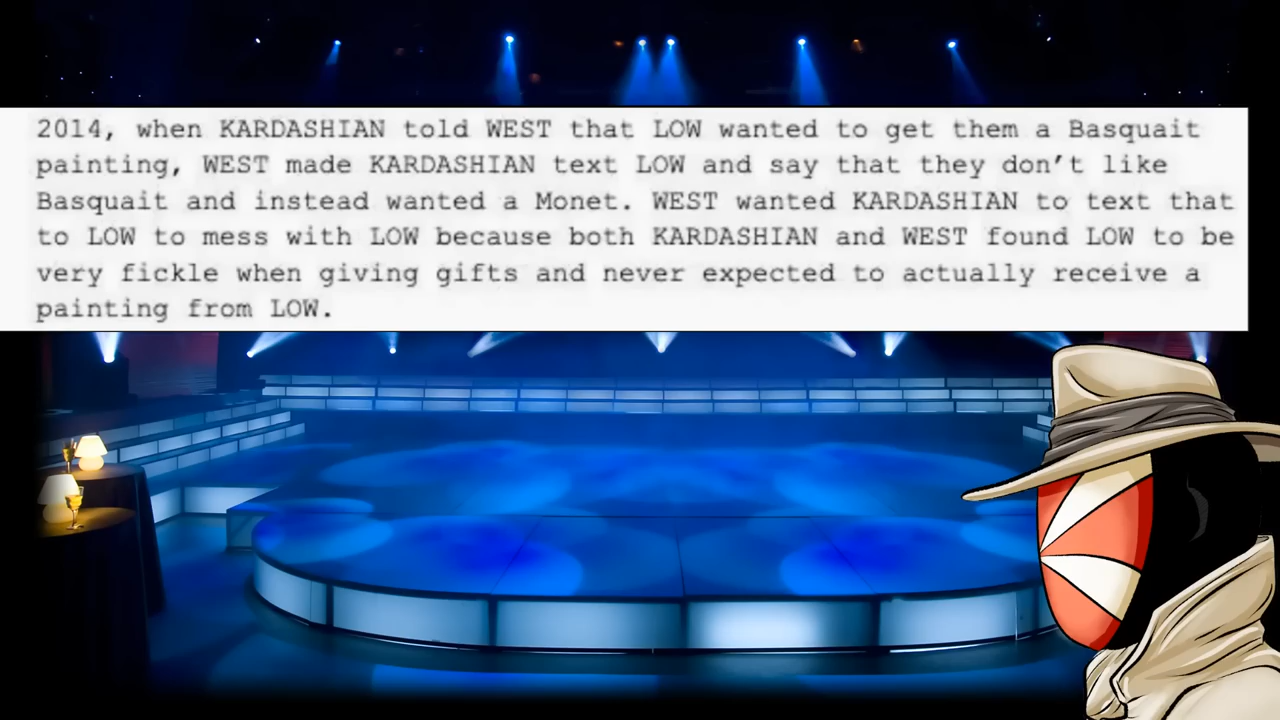 2014, when KARDASHIAN told WEST that LOW wanted to get them a Basquait
painting, WEST made KARDASHIAN text LOW and say that they don't like
Basquait and instead wanted a Monet. WEST wanted KARDASHIAN to text that
to LOW to mess with LOW because both KARDASHIAN and WEST found LOW to be
very fickle when giving gifts and never expected to actually receive a
painting from LOW.